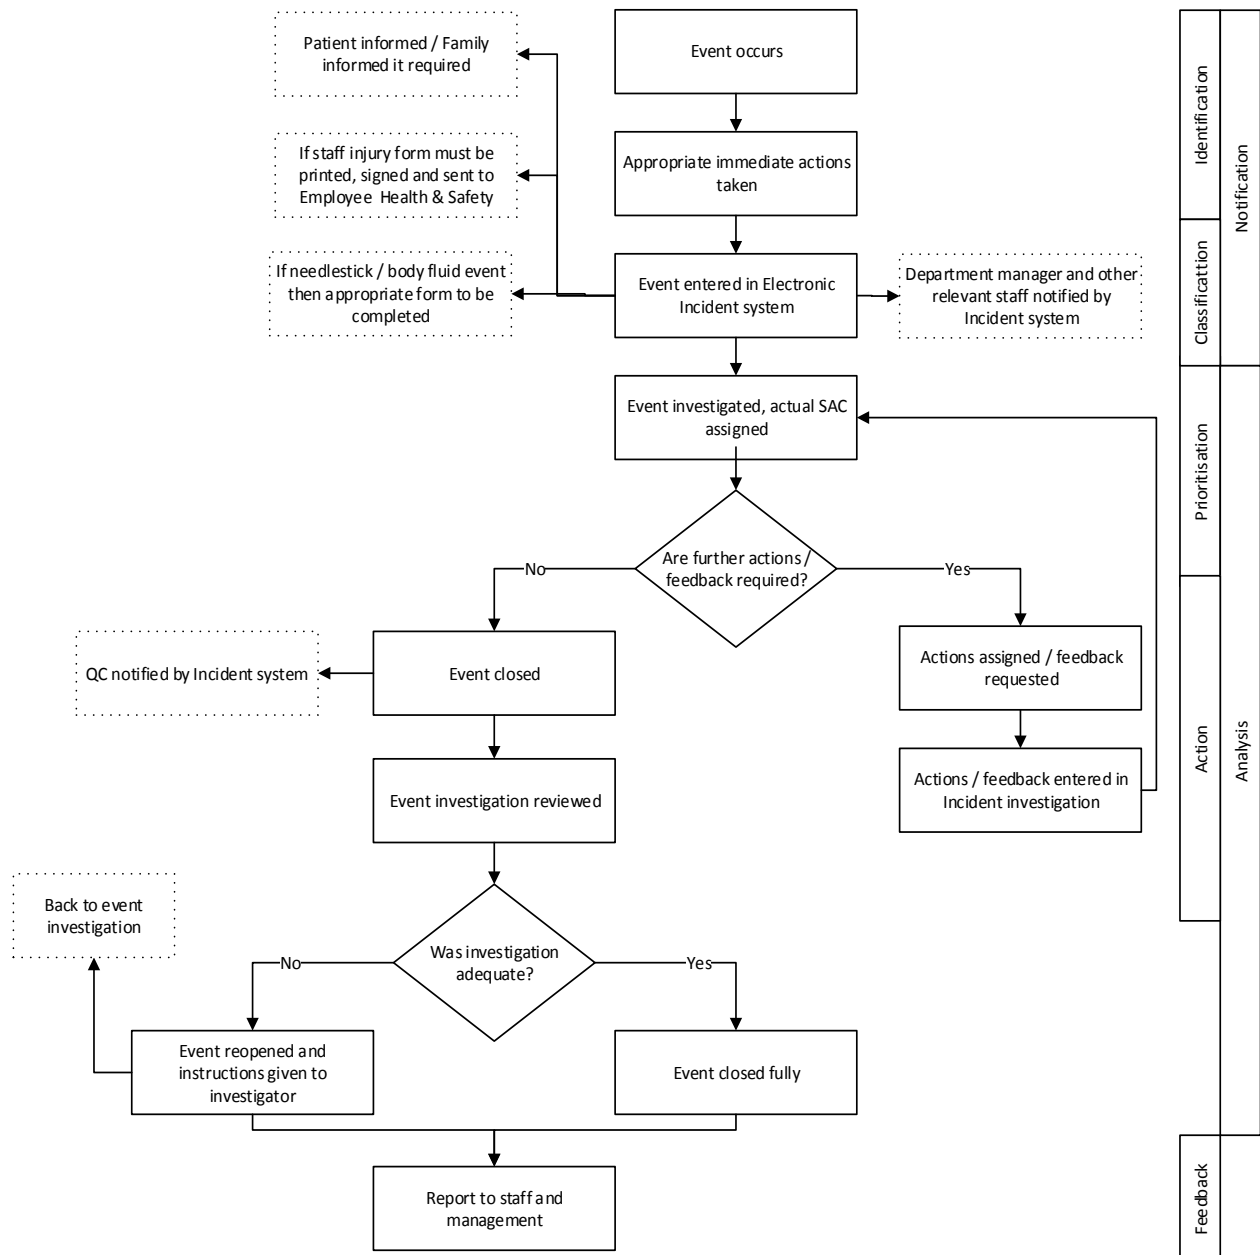 Patient informed / Family
informed it required
Event occurs
If staff injury form must be
printed, signed and sent to
Employee Health & Safety
Appropriate immediate actions
taken
If needlestick / body fluid event
then appropriate form to be
completed
Event entered in Electronic
Incident system
Department manager and other
relevant staff notified by
Incident system
Event investigated, actual SAC
assigned
Are further actions /
feedback required?
No
Yes
QC notified by Incident system
Event closed
Actions assigned / feedback
requested
Event investigation reviewed
Actions / feedback entered in
Incident investigation
Back to event
investigation
Was investigation
adequate?
No
Yes
Event reopened and
instructions given to
investigator
Event closed fully
Report to staff and
management
Identification
Classifcattion
Prioritisation
Action
Feedback
Notification
Analysis